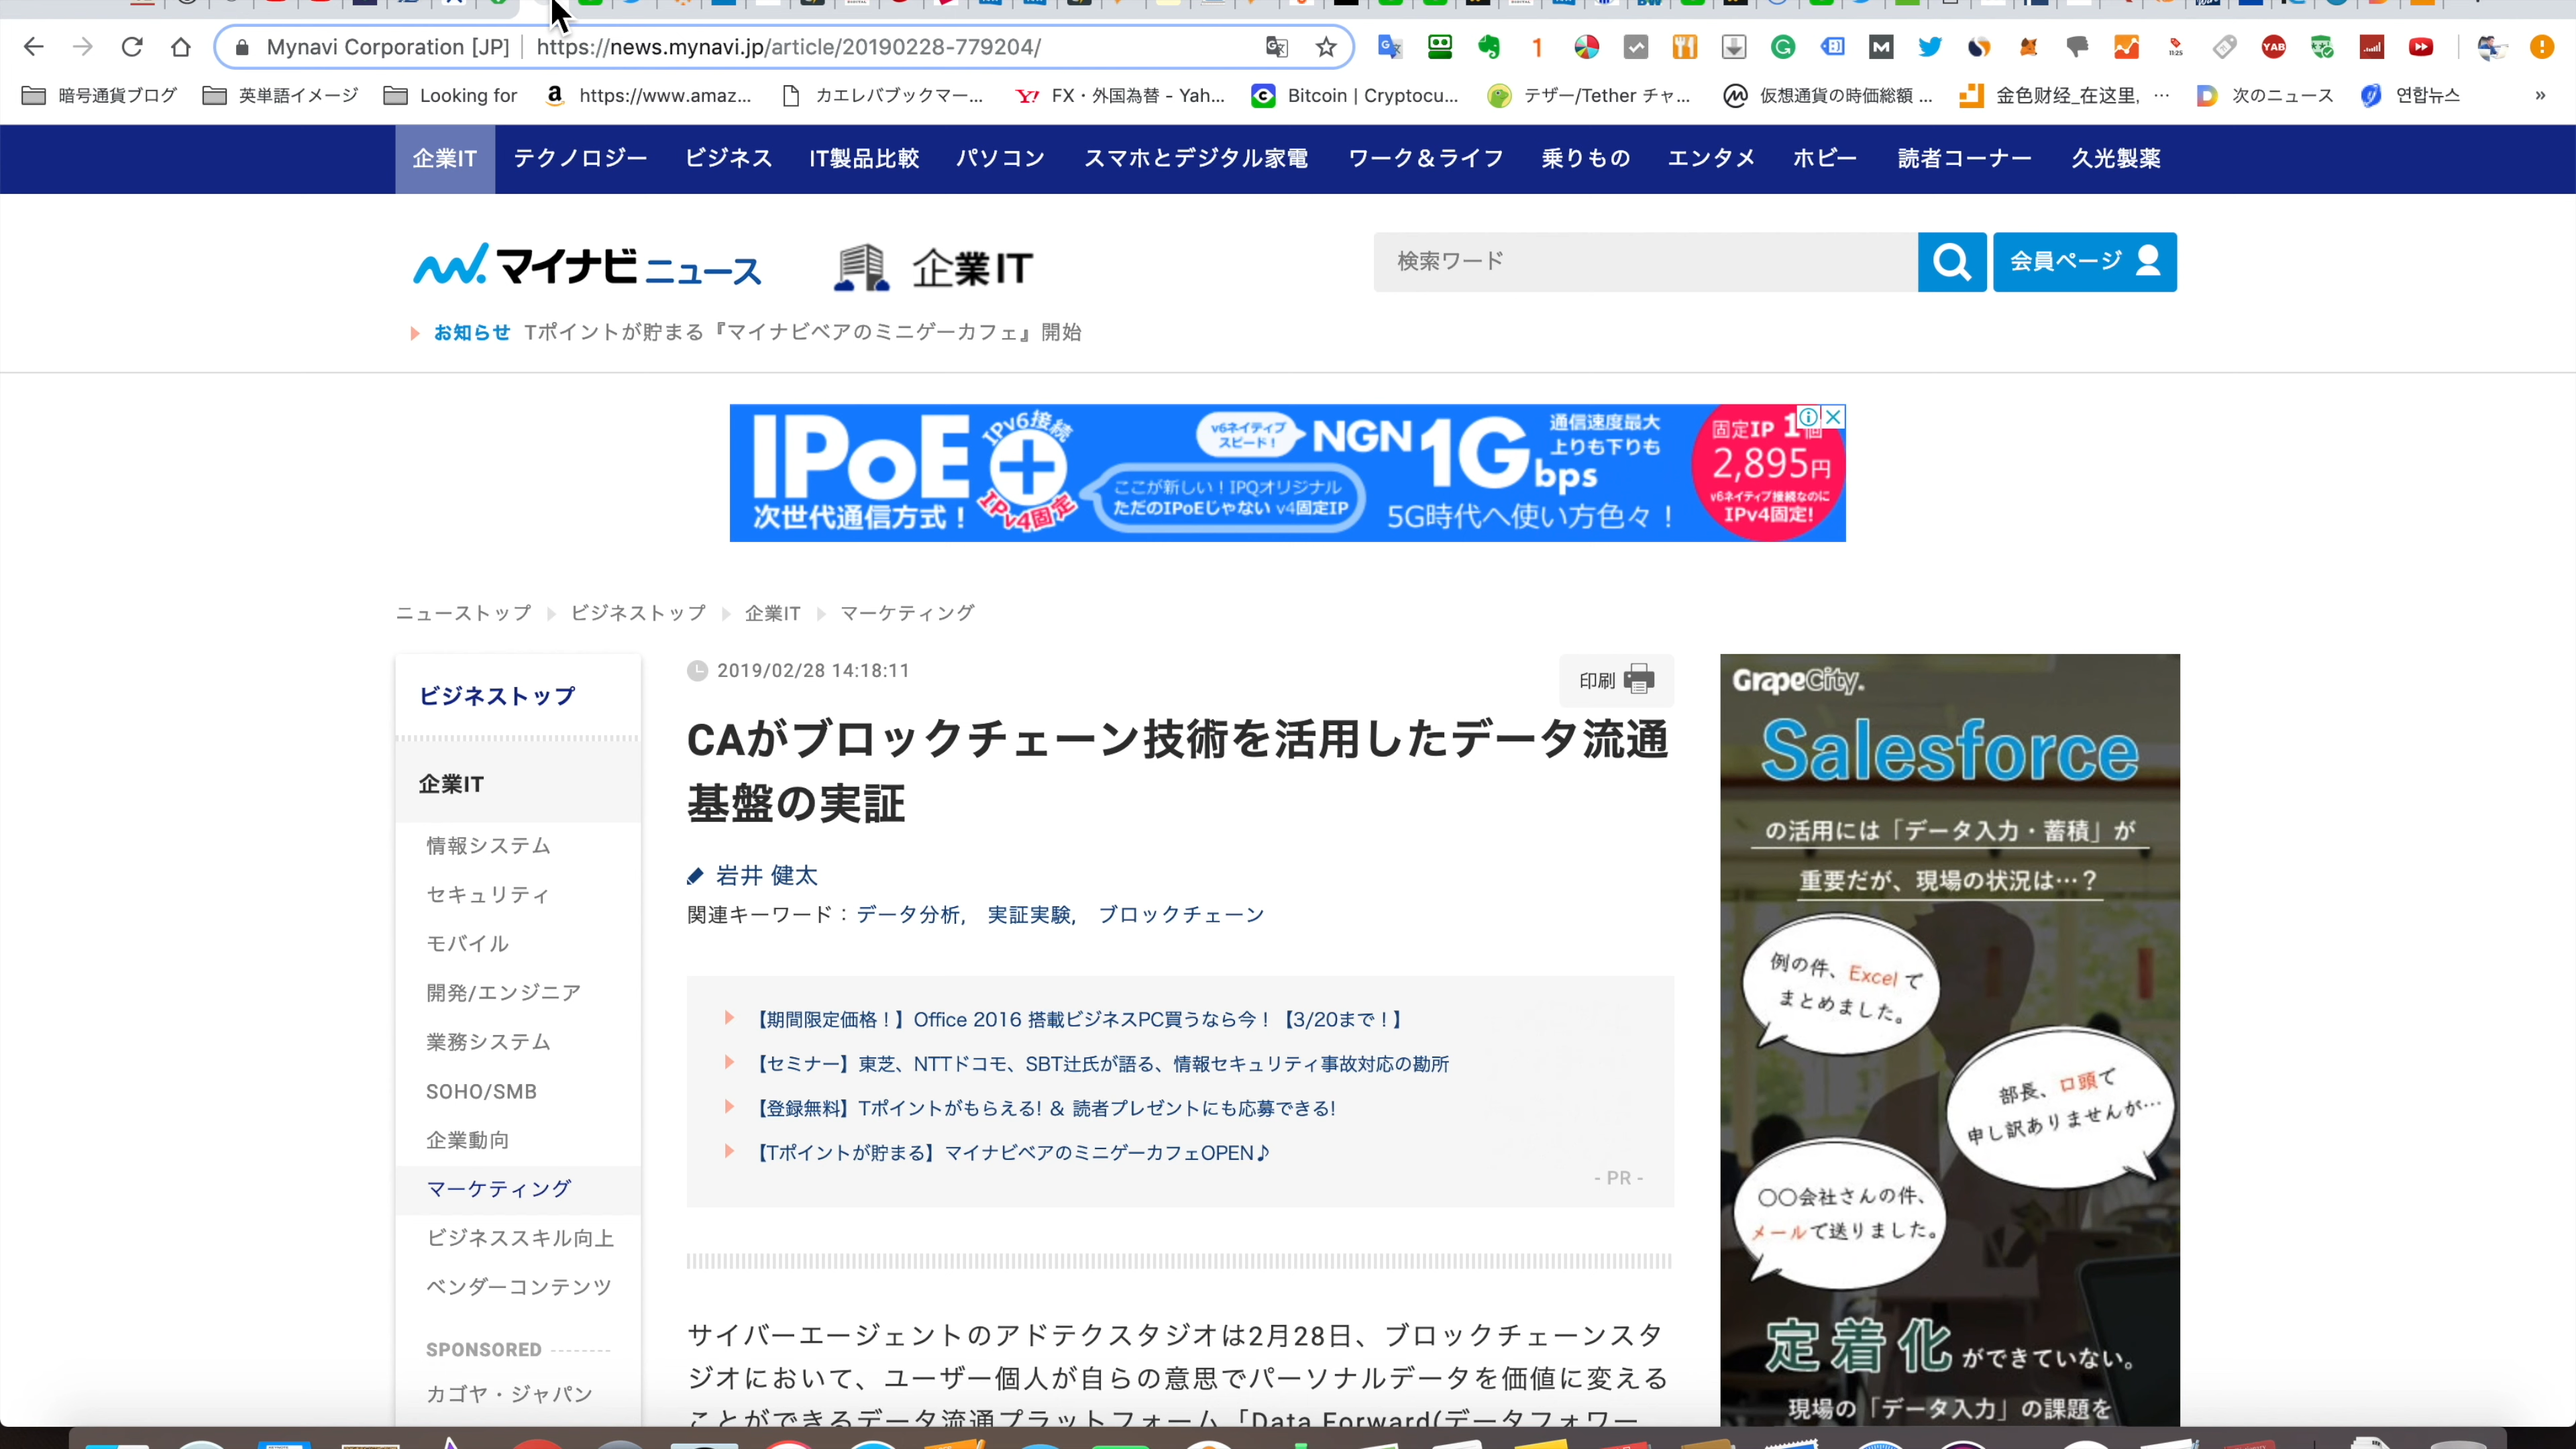 Mynavi Corporation [JP] https://news.mynavi.jp/article/20190228-779204/
暗号通貨ブログ 英単語イメージ Looking for https://www.amaz... カエレバブックマー... FX・外国為替 - Yah... Bitcoin | Cryptocu... テザー/Tether チャ... 仮想通貨の時価総額 ... 金色财经_在这里, ... 次のニュース 연합뉴스 »
企業IT テクノロジー ビジネス IT製品比較 パソコン スマホとデジタル家電 ワーク&ライフ 乗りもの エンタメ ホビー 読者コーナー 久光製薬
マイナビニュース 企業IT 検索ワード 会員ページ
お知らせ Tポイントが貯まる『マイナビベアのミニゲーカフェ』開始
IPoE IPv6接続 IPv4固定
次世代通信方式!
v6ネイティブ
スピード!
NGN 1Gbps
通信速度最大
上りも下りも
ここが新しい!IPQオリジナル
ただのIPoEじゃない v4固定IP
5G時代へ使い方色々!
固定IP 1個
2,895円
v6ネイティブ接続なのに
IPv4固定!
ニューストップ ビジネストップ 企業IT マーケティング
ビジネストップ
企業IT
情報システム
セキュリティ
モバイル
開発/エンジニア
業務システム
SOHO/SMB
企業動向
マーケティング
ビジネススキル向上
ベンダーコンテンツ
SPONSORED
カゴヤ・ジャパン
2019/02/28 14:18:11
印刷
CAがブロックチェーン技術を活用したデータ流通
基盤の実証
岩井 健太
関連キーワード:データ分析, 実証実験, ブロックチェーン
【期間限定価格!】Office 2016 搭載ビジネスPC買うなら今!【3/20まで!】
【セミナー】東芝、NTTドコモ、SBT辻氏が語る、情報セキュリティ事故対応の勘所
【登録無料】Tポイントがもらえる! & 読者プレゼントにも応募できる!
【Tポイントが貯まる】マイナビベアのミニゲーカフェOPEN♪
- PR -
サイバーエージェントのアドテクスタジオは2月28日、ブロックチェーンスタ
ジオにおいて、ユーザー個人が自らの意思でパーソナルデータを価値に変える
ことができるデータ流通プラットフォーム「Data Forward(データフォワー
GrapeCity.
Salesforce
の活用には「データ入力・蓄積」が
重要だが、現場の状況は…?
例の件、Excelで
まとめました。
部長、口頭で
申し訳ありませんが…
〇〇会社さんの件、
メールで送りました。
定着化ができていない。
現場の「データ入力」の課題を